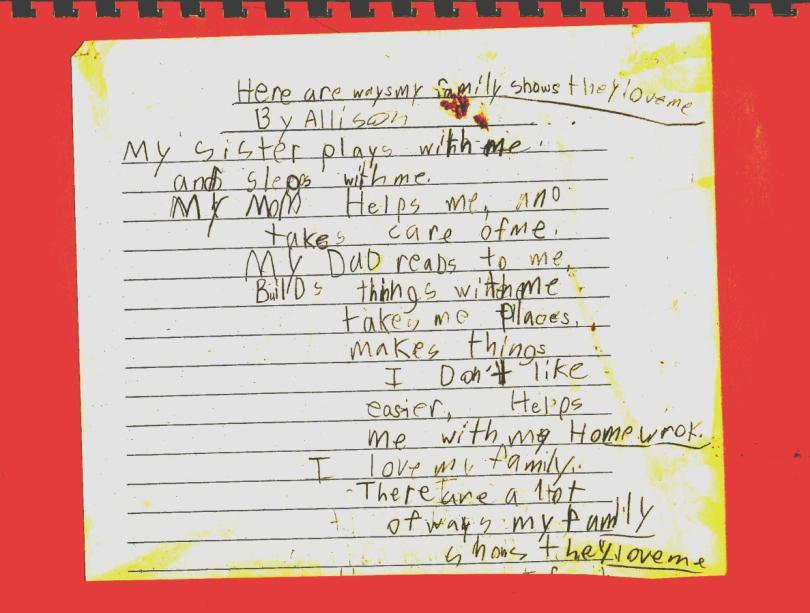 Here are ways my family shows they love me
By Allison
My sister plays with me.
and sleps with me.
My Mom Helps me, and
takes care of me.
My DaD reaDs to me,
BuilDs things with me
takes me places.
makes things
I Don't like
easier, Helps
me with my Homewrok.
I love my family.
There are a lot
of ways my family
shows they love me